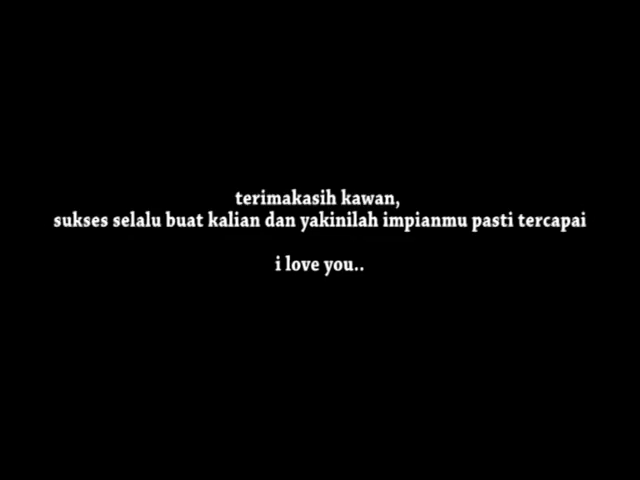 terimakasih kawan,
sukses selalu buat kalian dan yakinilah impianmu pasti tercapai
i love you..